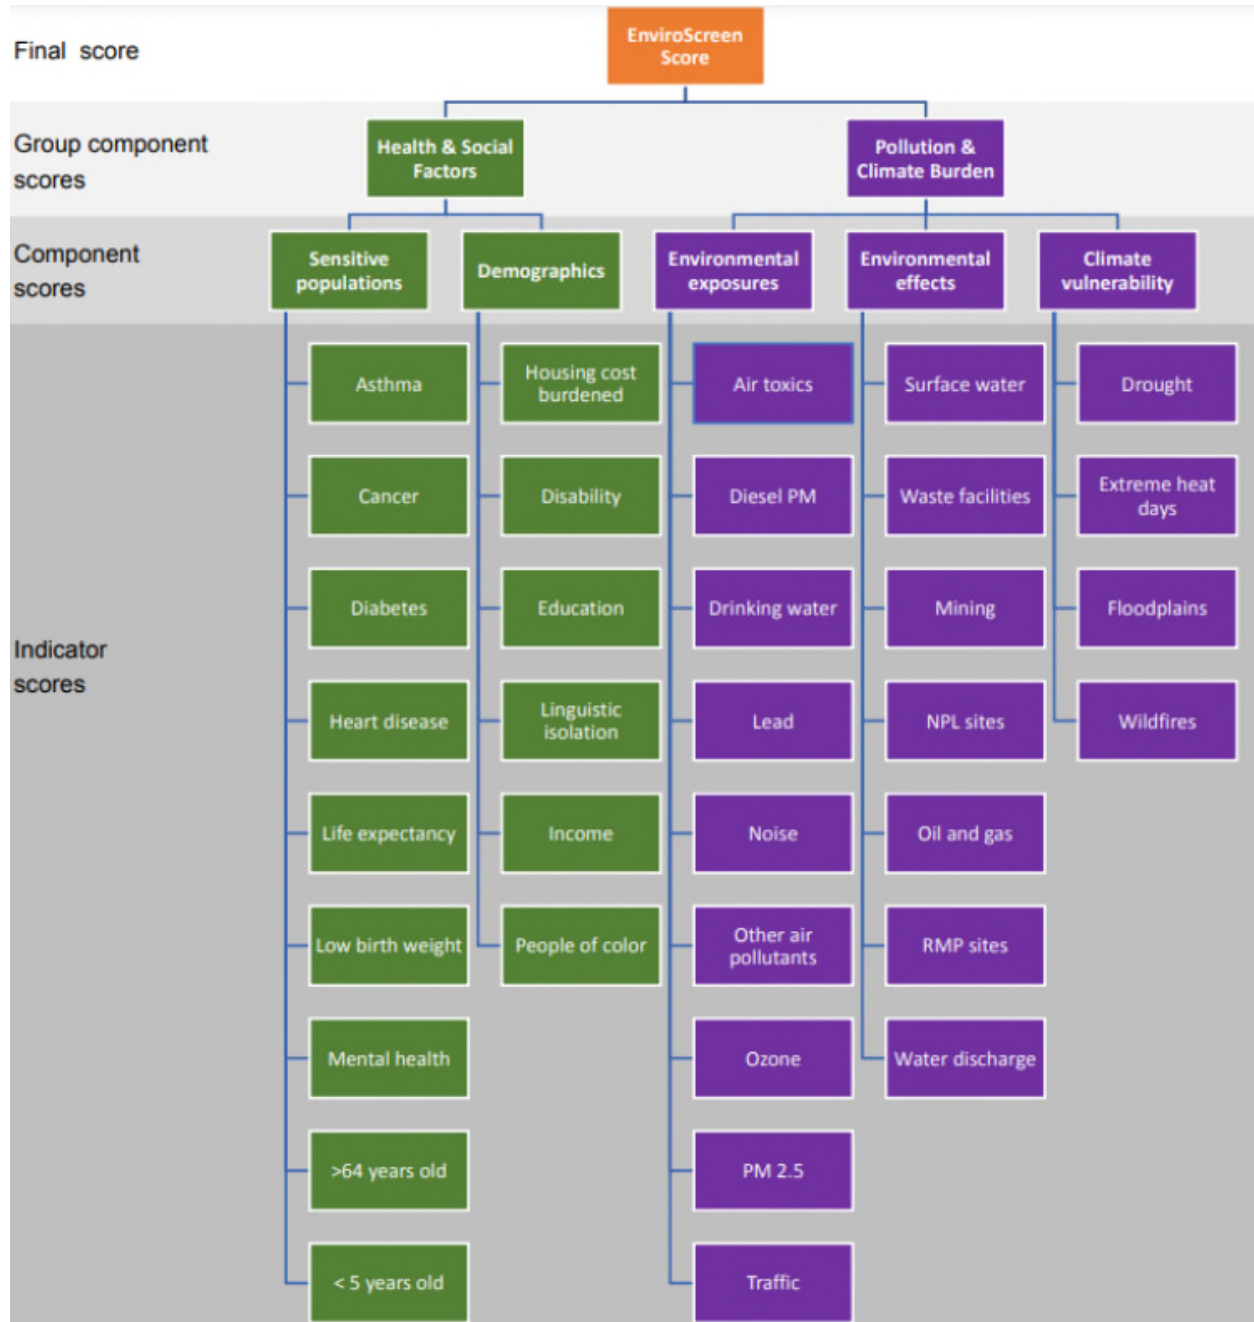 Final score
EnviroScreen
Score
Group component
scores
Health & Social
Factors
Pollution &
Climate Burden
Component
scores
Sensitive
populations
Demographics
Environmental
exposures
Environmental
effects
Climate
vulnerability
Indicator
scores
Asthma
Cancer
Diabetes
Heart disease
Life expectancy
Low birth weight
Mental health
>64 years old
< 5 years old
Housing cost
burdened
Disability
Education
Linguistic
isolation
Income
People of color
Air toxics
Diesel PM
Drinking water
Lead
Noise
Other air
pollutants
Ozone
PM 2.5
Traffic
Surface water
Waste facilities
Mining
NPL sites
Oil and gas
RMP sites
Water discharge
Drought
Extreme heat
days
Floodplains
Wildfires